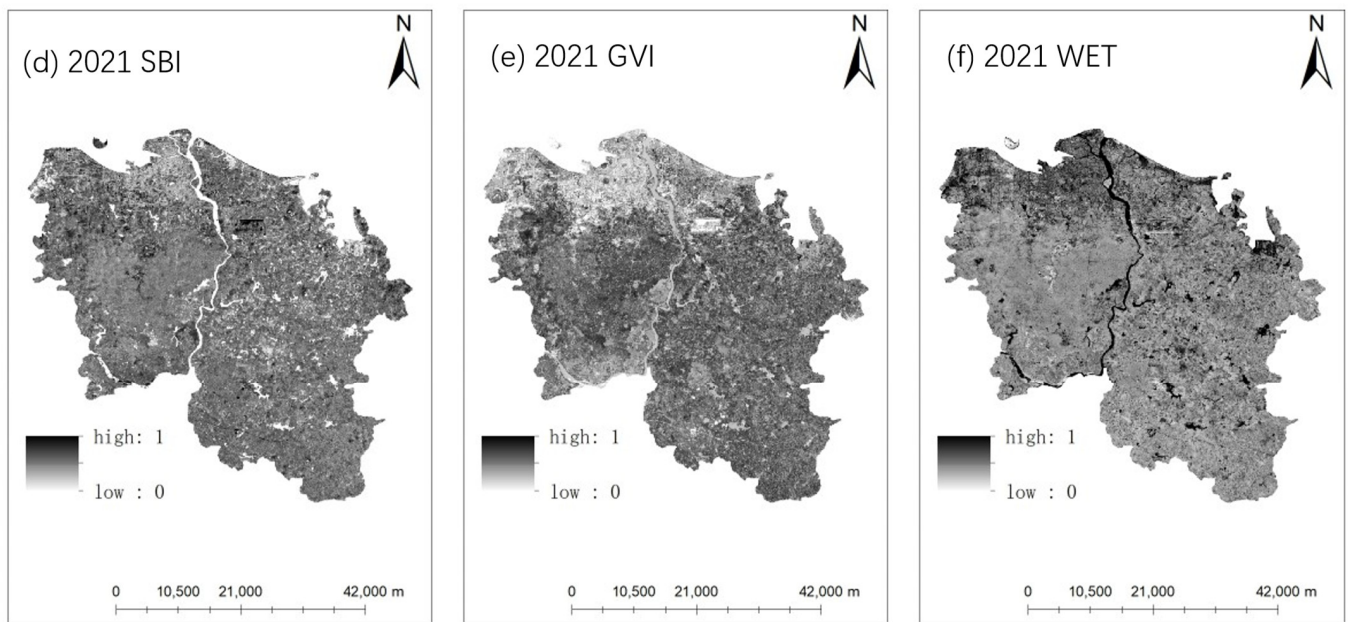 (d) 2021 SBI
N
high: 1
low : 0
0 10,500 21,000 42,000 m
(e) 2021 GVI
N
high: 1
low : 0
0 10,500 21,000 42,000 m
(f) 2021 WET
N
high: 1
low : 0
0 10,500 21,000 42,000 m